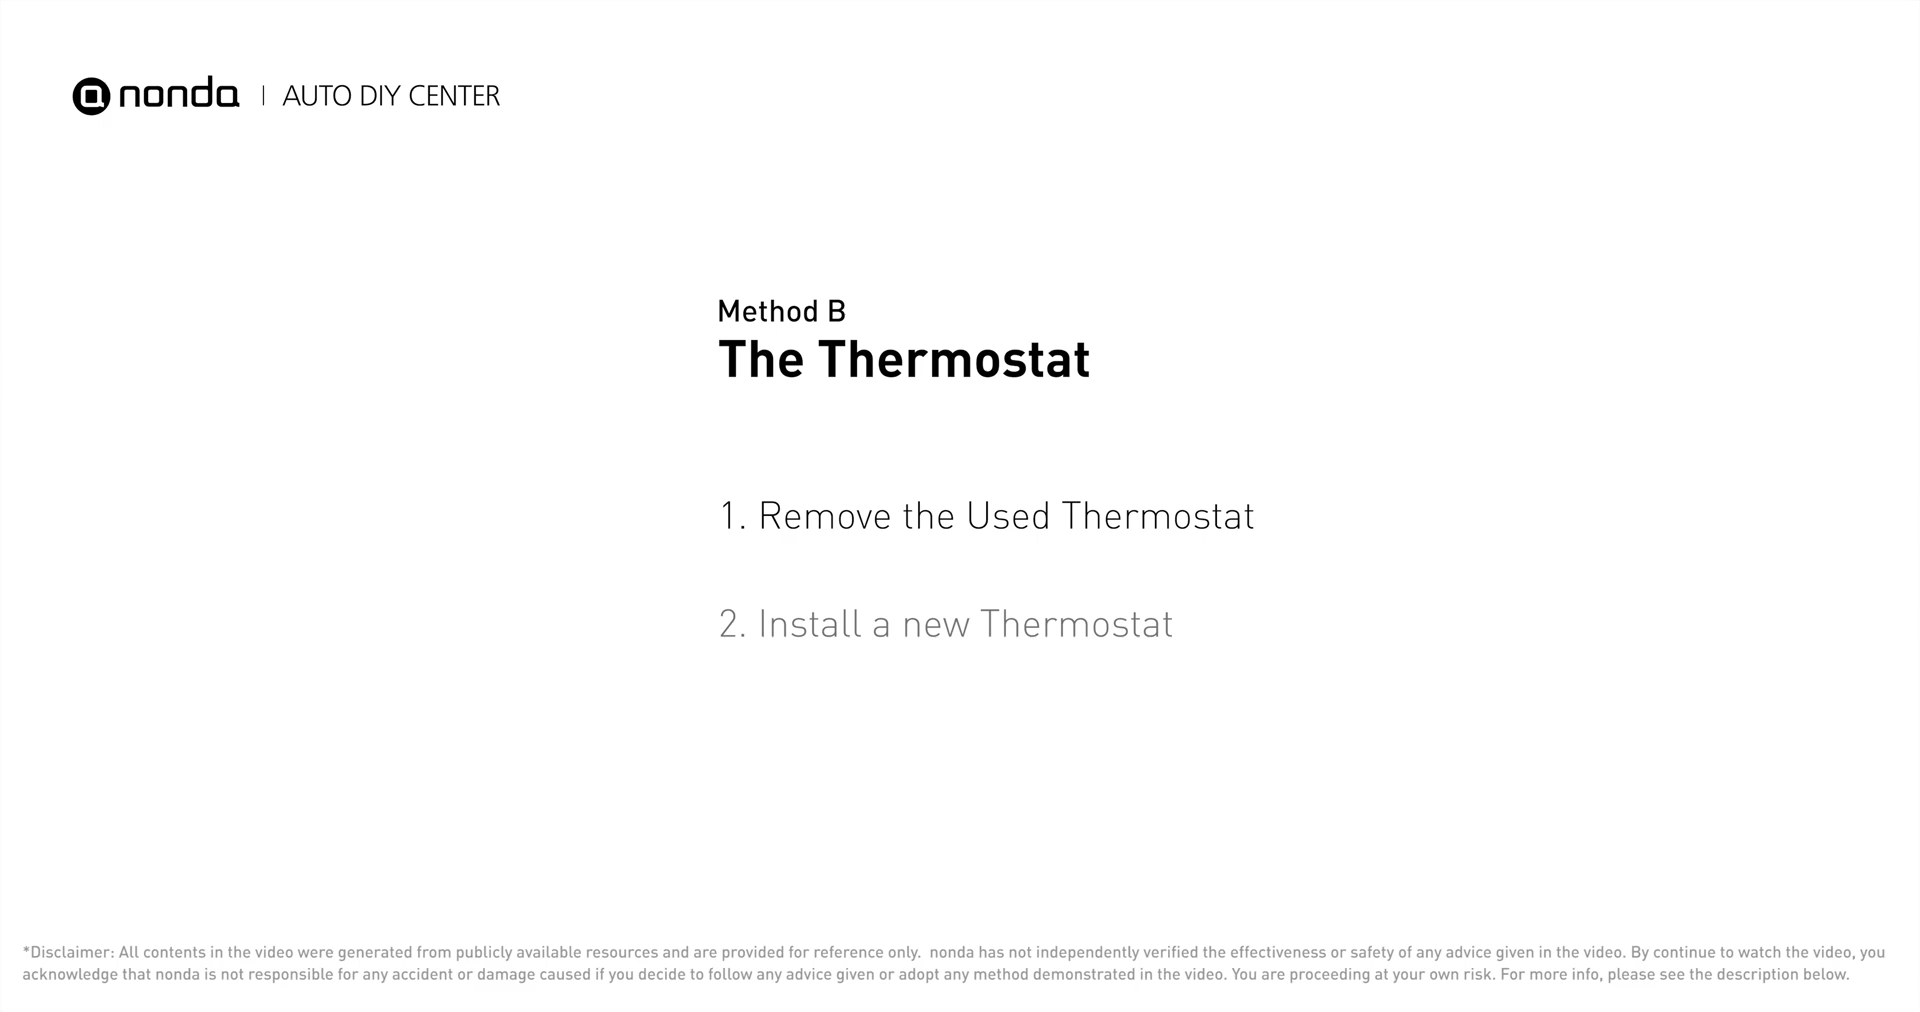 nonda | AUTO DIY CENTER
Method B
The Thermostat
1. Remove the Used Thermostat
2. Install a new Thermostat
*Disclaimer: All contents in the video were generated from publicly available resources and are provided for reference only.  nonda has not independently verified the effectiveness or safety of any advice given in the video. By continue to watch the video, you
acknowledge that nonda is not responsible for any accident or damage caused if you decide to follow any advice given or adopt any method demonstrated in the video. You are proceeding at your own risk. For more info, please see the description below.